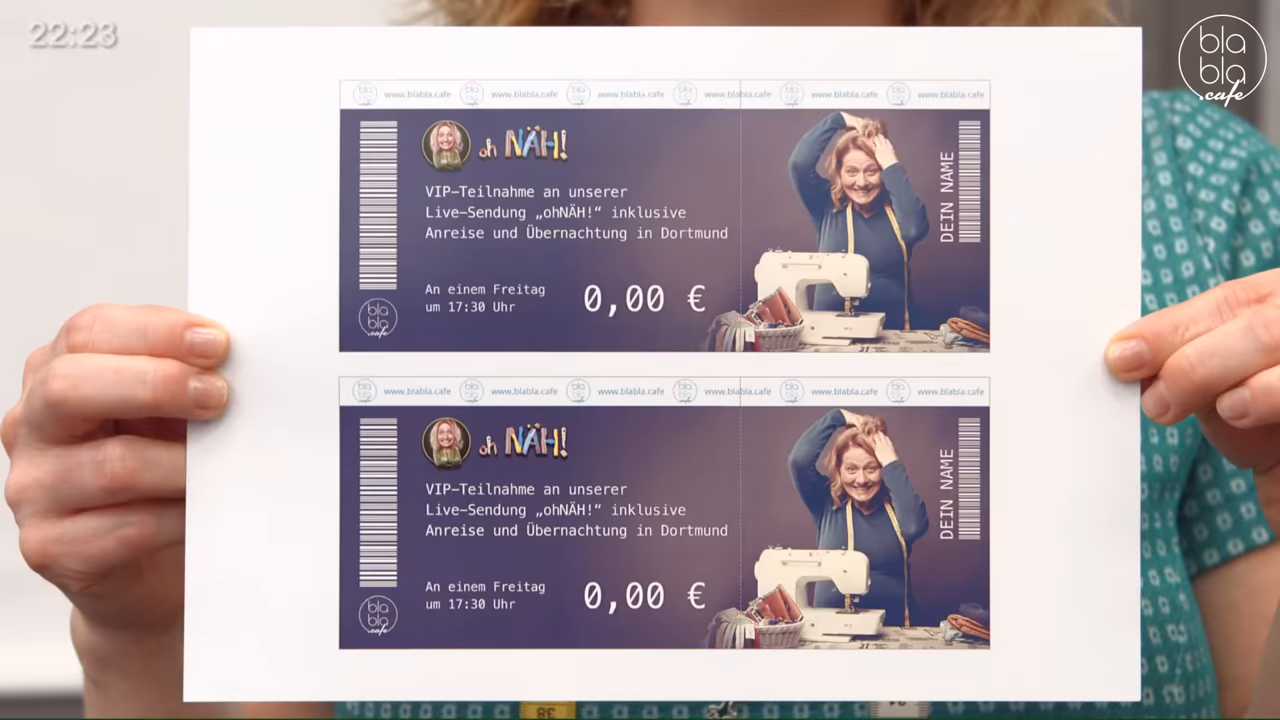 22:23
bla
bla
.cafe
www.blabla.cafe www.blabla.cafe www.blabla.cafe www.blabla.cafe www.blabla.cafe www.blabla.cafe
oh NÄH!
VIP-Teilnahme an unserer
Live-Sendung „ohNÄH!“ inklusive
Anreise und Übernachtung in Dortmund
An einem Freitag
um 17:30 Uhr
0,00 €
bla
bla
.cafe
DEIN NAME
www.blabla.cafe www.blabla.cafe www.blabla.cafe www.blabla.cafe www.blabla.cafe www.blabla.cafe
oh NÄH!
VIP-Teilnahme an unserer
Live-Sendung „ohNÄH!“ inklusive
Anreise und Übernachtung in Dortmund
An einem Freitag
um 17:30 Uhr
0,00 €
bla
bla
.cafe
DEIN NAME
38